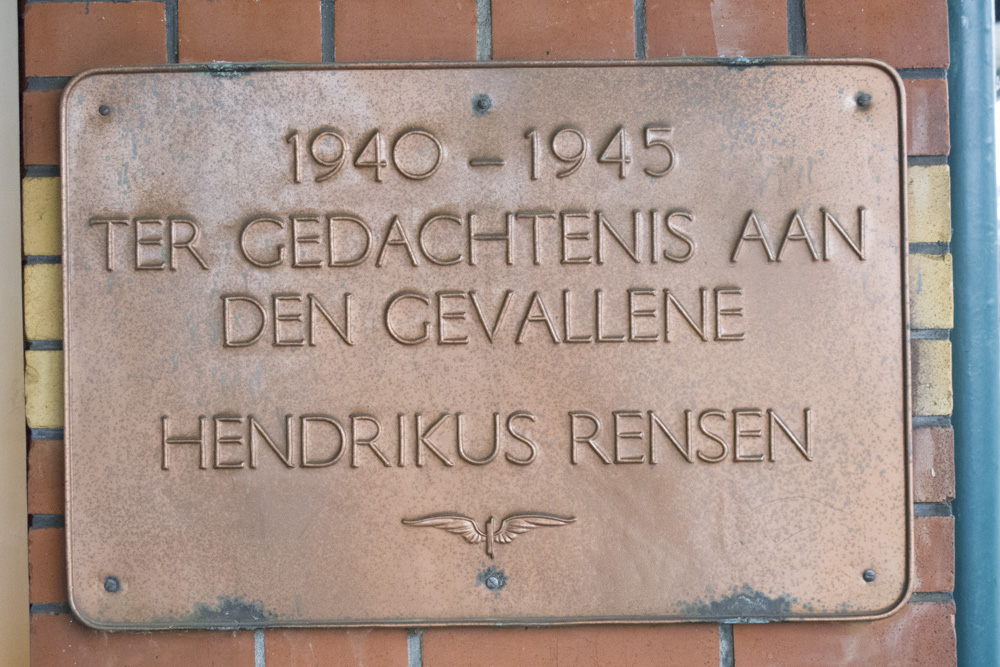 1940 - 1945
TER GEDACHTENIS AAN
DEN GEVALLENE
HENDRIKUS RENSEN